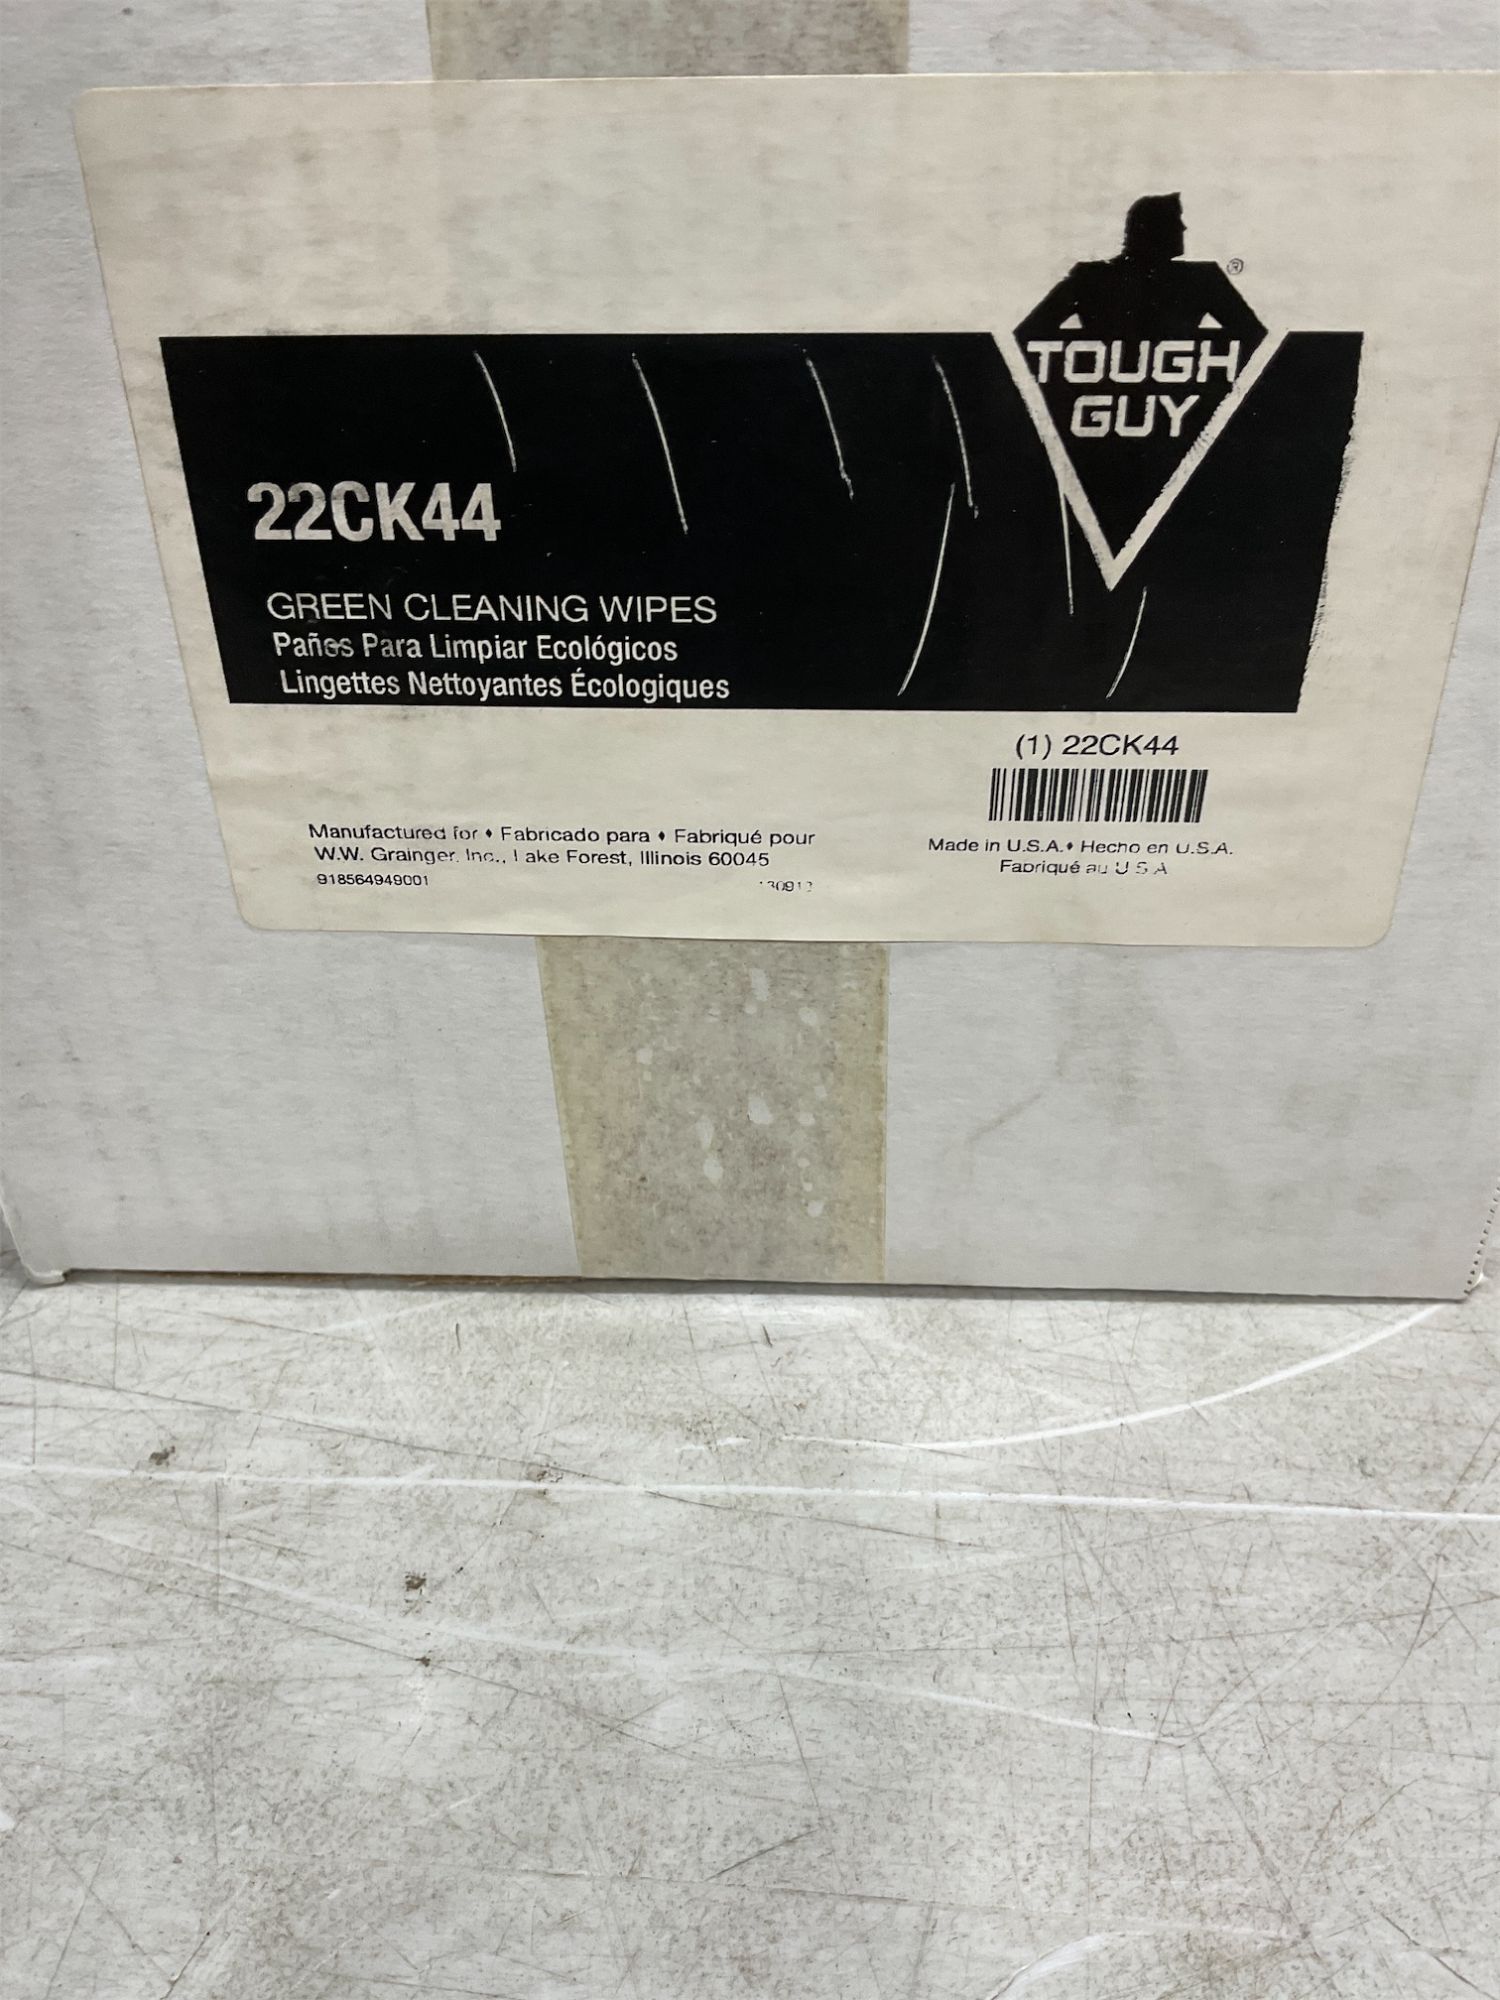 ®
TOUGH
GUY
22CK44
GREEN CLEANING WIPES
Paños Para Limpiar Ecológicos
Lingettes Nettoyantes Écologiques
(1) 22CK44
Manufactured for ♦ Fabricado para ♦ Fabriqué pour
W.W. Grainger, Inc., Lake Forest, Illinois 60045
918564949001
Made in U.S.A. ♦ Hecho en U.S.A.
Fabriqué au U.S.A.